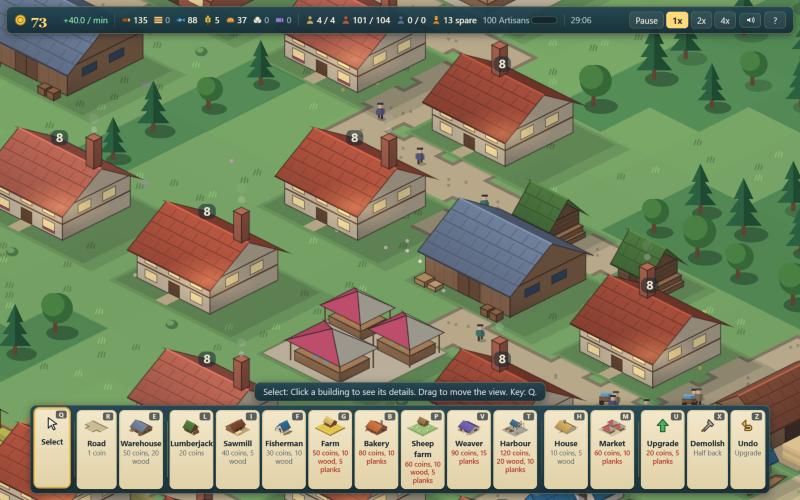 73 +40.0 / min 135 0 88 5 37 0 0 4 / 4 101 / 104 0 / 0 13 spare 100 Artisans 29:06 Pause 1x 2x 4x ?
8
8
8
8
8
8
8
Select: Click a building to see its details. Drag to move the view. Key: Q.
Q
Select
R
Road
1 coin
E
Warehouse
50 coins, 20
wood
L
Lumberjack
20 coins
I
Sawmill
40 coins, 5
wood
F
Fisherman
30 coins, 10
wood
G
Farm
50 coins, 10
wood, 5
planks
B
Bakery
80 coins, 10
planks
P
Sheep
farm
60 coins, 10
wood, 5
planks
V
Weaver
90 coins, 15
planks
T
Harbour
120 coins,
20 wood, 10
planks
H
House
10 coins, 5
wood
M
Market
60 coins, 10
planks
U
Upgrade
20 coins, 5
planks
X
Demolish
Half back
Z
Undo
Upgrade